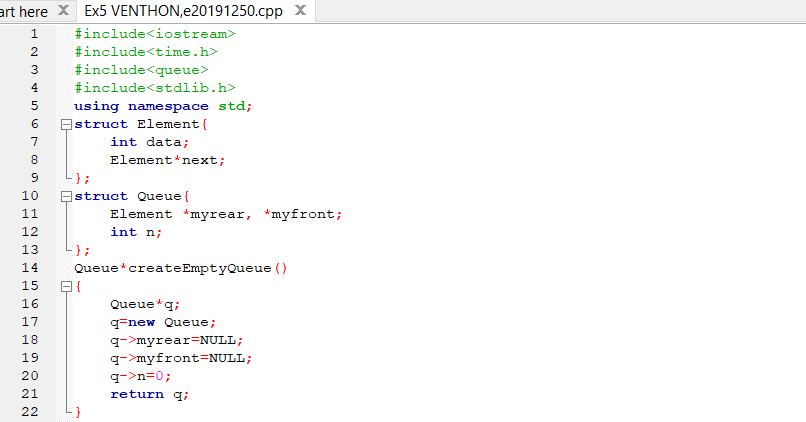 art here X Ex5 VENTHON,e20191250.cpp X
1 #include<iostream>
2 #include<time.h>
3 #include<queue>
4 #include<stdlib.h>
5 using namespace std;
6 struct Element{
7 int data;
8 Element*next;
9 };
10 struct Queue{
11 Element *myrear, *myfront;
12 int n;
13 };
14 Queue*createEmptyQueue()
15 {
16 Queue*q;
17 q=new Queue;
18 q->myrear=NULL;
19 q->myfront=NULL;
20 q->n=0;
21 return q;
22 }